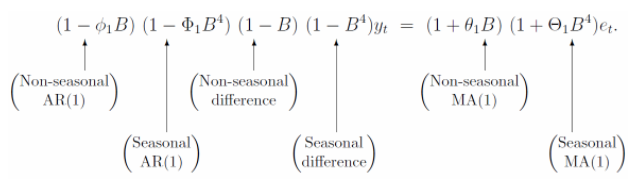 (1 − ϕ₁B) (1 − Φ₁B⁴) (1 − B) (1 − B⁴)yₜ = (1 + θ₁B) (1 + Θ₁B⁴)eₜ.
(Non-seasonal AR(1))
(Non-seasonal difference)
(Non-seasonal MA(1))
(Seasonal AR(1))
(Seasonal difference)
(Seasonal MA(1))